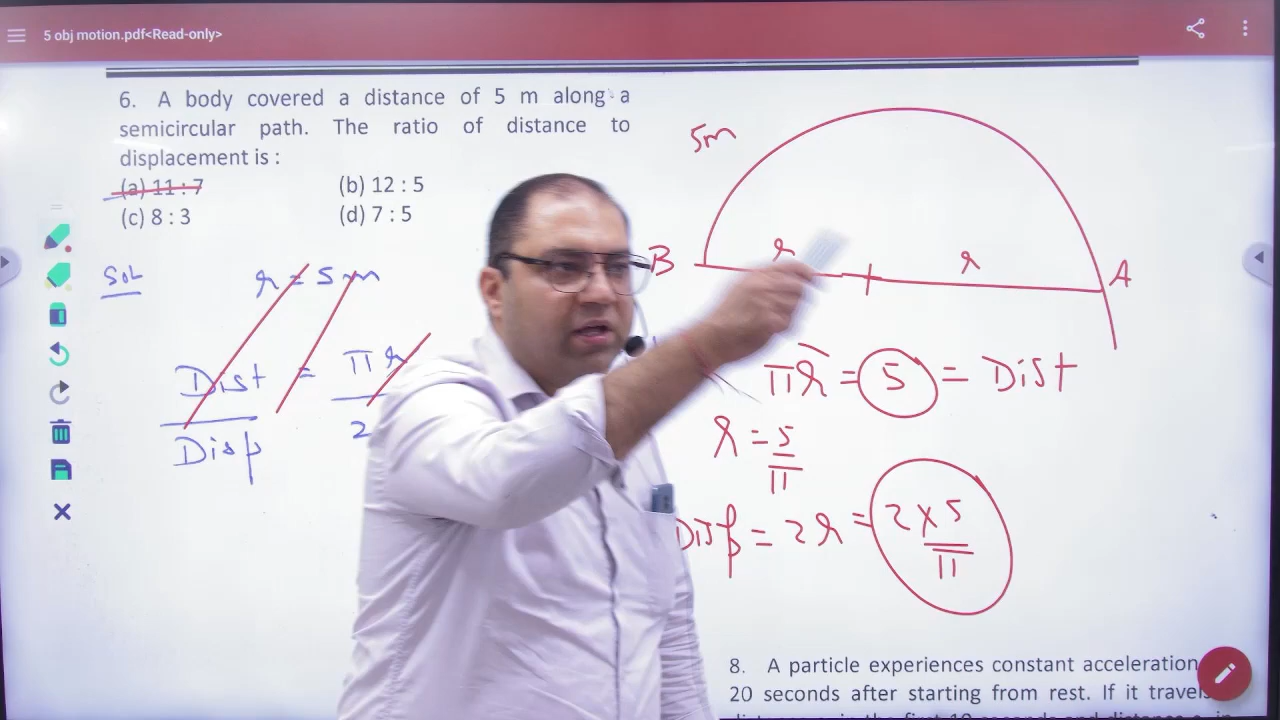 5 obj motion.pdf<Read-only>
6. A body covered a distance of 5 m along a
semicircular path. The ratio of distance to
displacement is :
(a) 11 : 7
(b) 12 : 5
(c) 8 : 3
(d) 7 : 5
Sol
r = 5 m
Dist = πr
Disp 2
5m
B r r A
πr = 5 = Dist
r = 5
π
Disp = 2r = 2 × 5
π
8. A particle experiences constant acceleration
20 seconds after starting from rest. If it travels